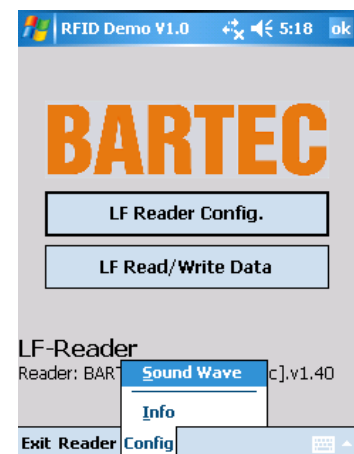 RFID Demo V1.0 5:18 ok
BARTEC
LF Reader Config.
LF Read/Write Data
LF-Reader
Reader: BART c].v1.40
Sound Wave
Info
Exit Reader Config